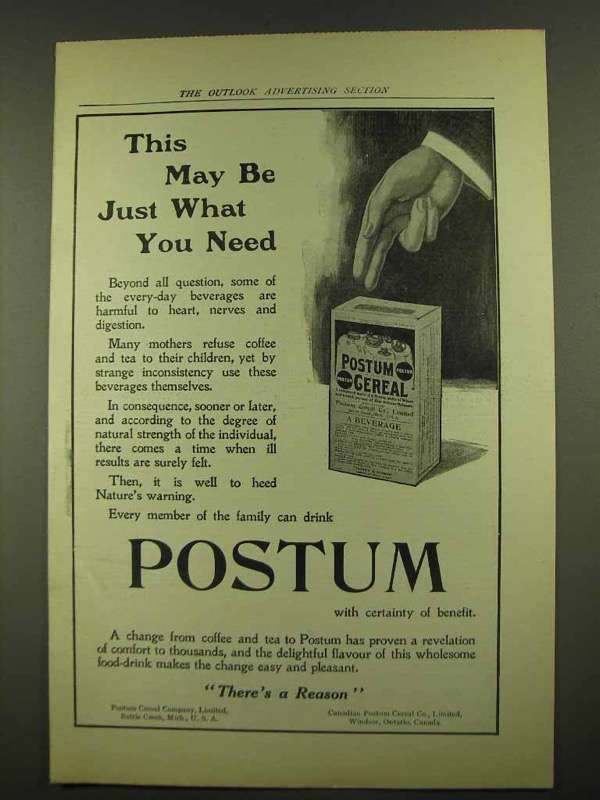 THE OUTLOOK ADVERTISING SECTION
This
May Be
Just What
You Need
Beyond all question, some of
the every-day beverages are
harmful to heart, nerves and
digestion.
Many mothers refuse coffee
and tea to their children, yet by
strange inconsistency use these
beverages themselves.
In consequence, sooner or later,
and according to the degree of
natural strength of the individual,
there comes a time when ill
results are surely felt.
Then, it is well to heed
Nature's warning.
Every member of the family can drink
POSTUM
CEREAL
POSTUM
POSTUM
Postum Cereal Co., Limited
A BEVERAGE
POSTUM
with certainty of benefit.
A change from coffee and tea to Postum has proven a revelation
of comfort to thousands, and the delightful flavour of this wholesome
food-drink makes the change easy and pleasant.
"There's a Reason"
Postum Cereal Company, Limited,
Battle Creek, Mich., U. S. A.
Canadian Postum Cereal Co., Limited,
Windsor, Ontario, Canada.